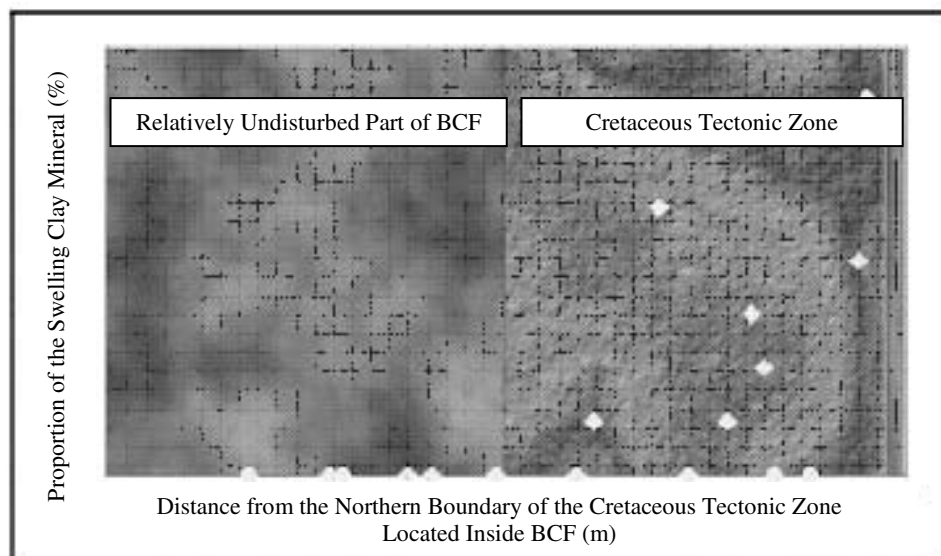 Proportion of the Swelling Clay Mineral (%)
Relatively Undisturbed Part of BCF
Cretaceous Tectonic Zone
Distance from the Northern Boundary of the Cretaceous Tectonic Zone
Located Inside BCF (m)